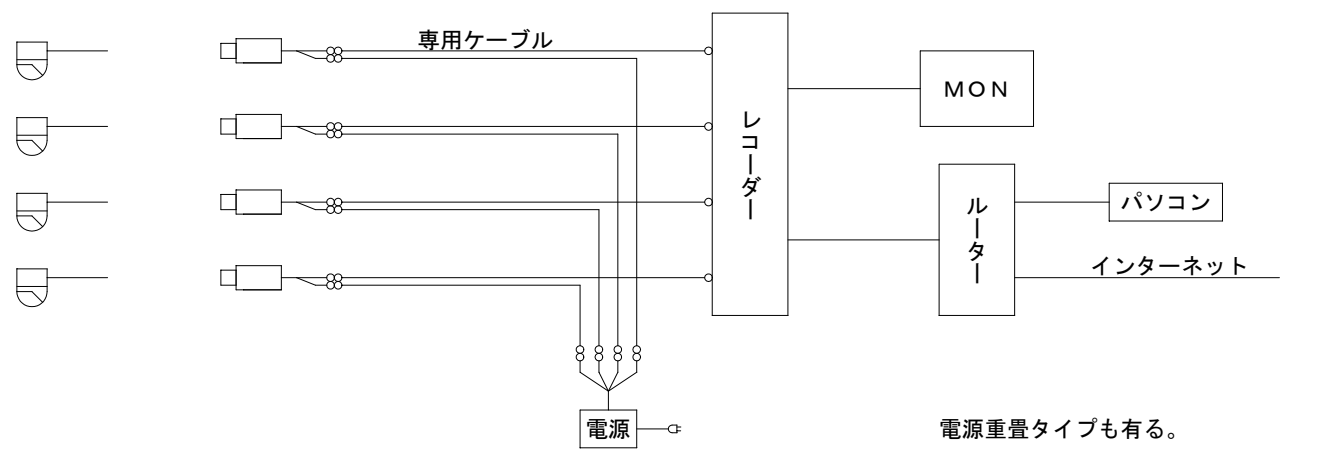 専用ケーブル
レコーダー
ＭＯＮ
ルーター
パソコン
インターネット
電源
電源重畳タイプも有る。